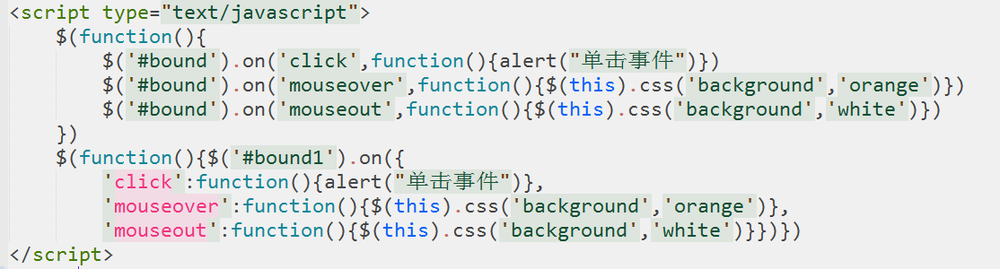 <script type="text/javascript">
    $(function(){
        $('#bound').on('click',function(){alert("单击事件")})
        $('#bound').on('mouseover',function(){$(this).css('background','orange')})
        $('#bound').on('mouseout',function(){$(this).css('background','white')})
    })
    $(function(){$('#bound1').on({
        'click':function(){alert("单击事件")},
        'mouseover':function(){$(this).css('background','orange')},
        'mouseout':function(){$(this).css('background','white')}})})
</script>